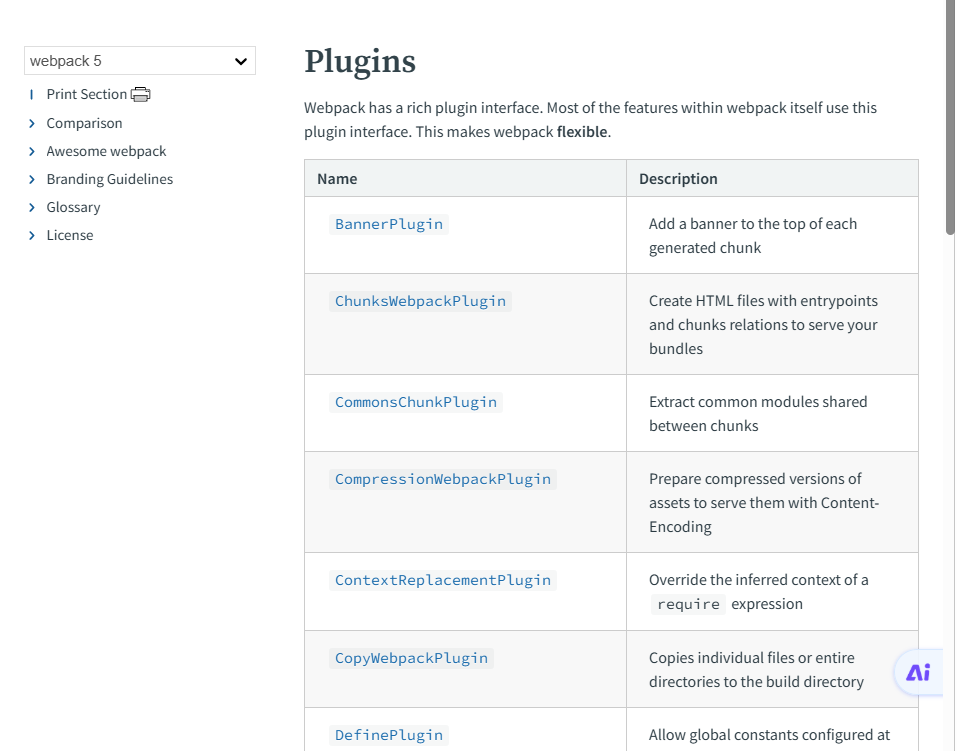 webpack 5
Print Section
Comparison
Awesome webpack
Branding Guidelines
Glossary
License
Plugins
Webpack has a rich plugin interface. Most of the features within webpack itself use this
plugin interface. This makes webpack flexible.
Name Description
BannerPlugin Add a banner to the top of each
generated chunk
ChunksWebpackPlugin Create HTML files with entrypoints
and chunks relations to serve your
bundles
CommonsChunkPlugin Extract common modules shared
between chunks
CompressionWebpackPlugin Prepare compressed versions of
assets to serve them with Content-
Encoding
ContextReplacementPlugin Override the inferred context of a
require expression
CopyWebpackPlugin Copies individual files or entire
directories to the build directory
DefinePlugin Allow global constants configured at
Ai